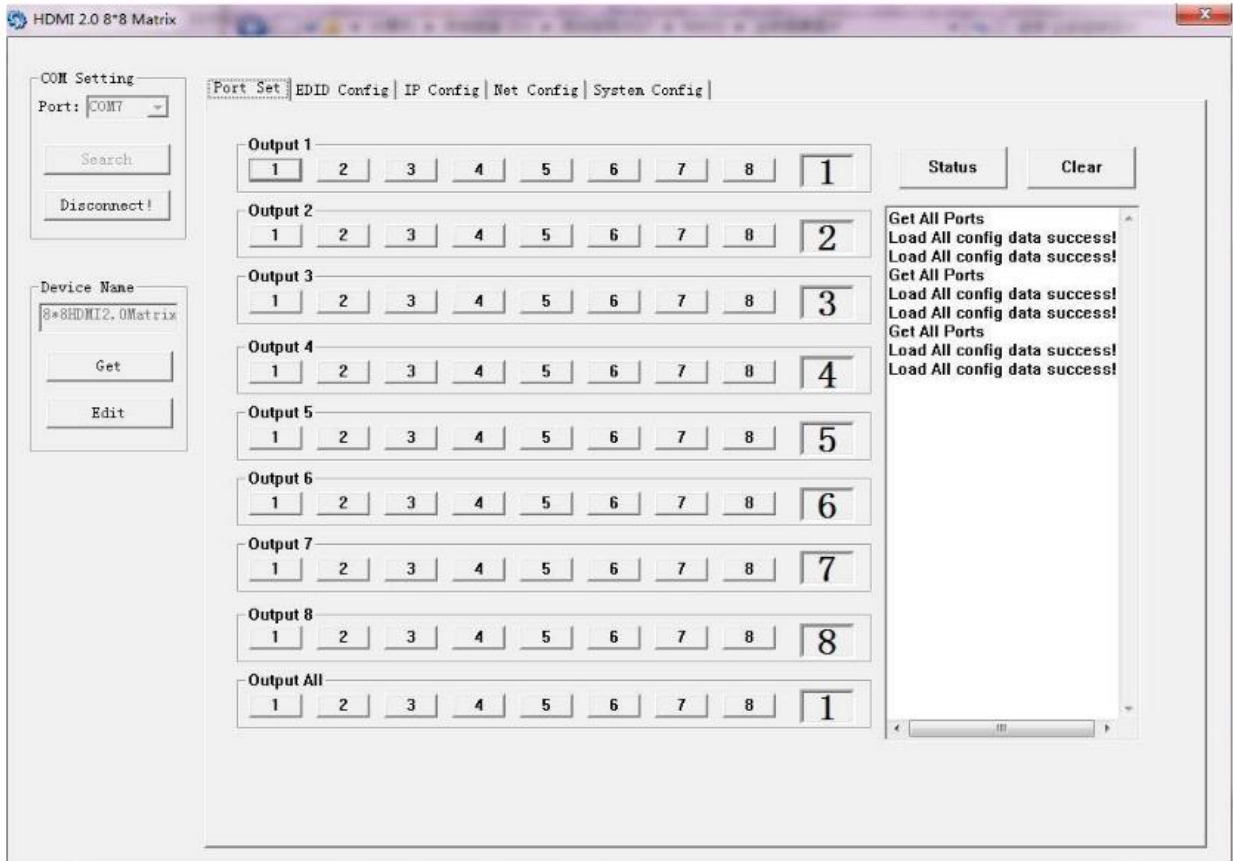 HDMI 2.0 8*8 Matrix
COM Setting
Port: COM7
Search
Disconnect!
Device Name
8*8HDMI2.0Matrix
Get
Edit
Port Set EDID Config IP Config Net Config System Config
Output 1
1 2 3 4 5 6 7 8 1
Output 2
1 2 3 4 5 6 7 8 2
Output 3
1 2 3 4 5 6 7 8 3
Output 4
1 2 3 4 5 6 7 8 4
Output 5
1 2 3 4 5 6 7 8 5
Output 6
1 2 3 4 5 6 7 8 6
Output 7
1 2 3 4 5 6 7 8 7
Output 8
1 2 3 4 5 6 7 8 8
Output All
1 2 3 4 5 6 7 8 1
Status Clear
Get All Ports
Load All config data success!
Load All config data success!
Get All Ports
Load All config data success!
Load All config data success!
Get All Ports
Load All config data success!
Load All config data success!